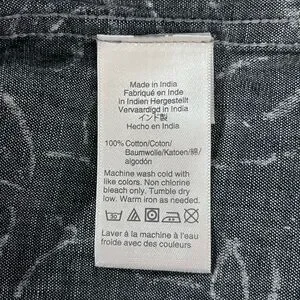 Made in India
Fabriqué en Inde
in Indien Hergestellt
Vervaardigd in India
インド製
Hecho en India
100% Cotton/Coton/
Baumwolle/Katoen/綿/
algodón
Machine wash cold with
like colors. Non chlorine
bleach only. Tumble dry
low. Warm iron as needed.
30
Laver à la machine à l'eau
froide avec des couleurs